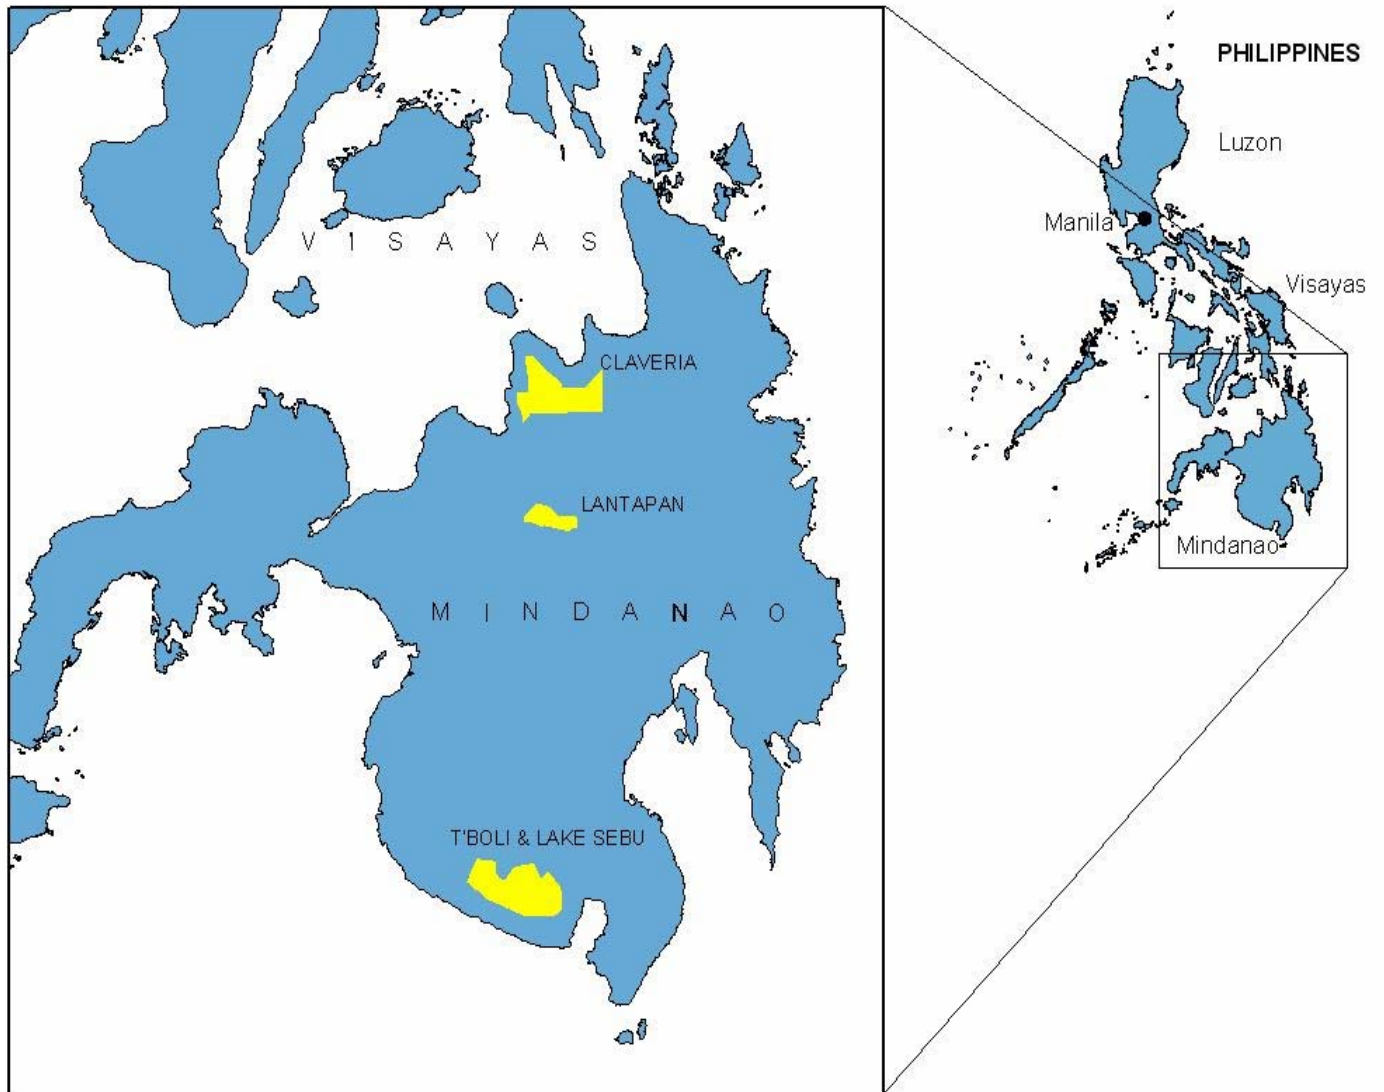 PHILIPPINES
Luzon
Manila
Visayas
Mindanao
V I S A Y A S
CLAVERIA
LANTAPAN
M I N D A N A O
T'BOLI & LAKE SEBU